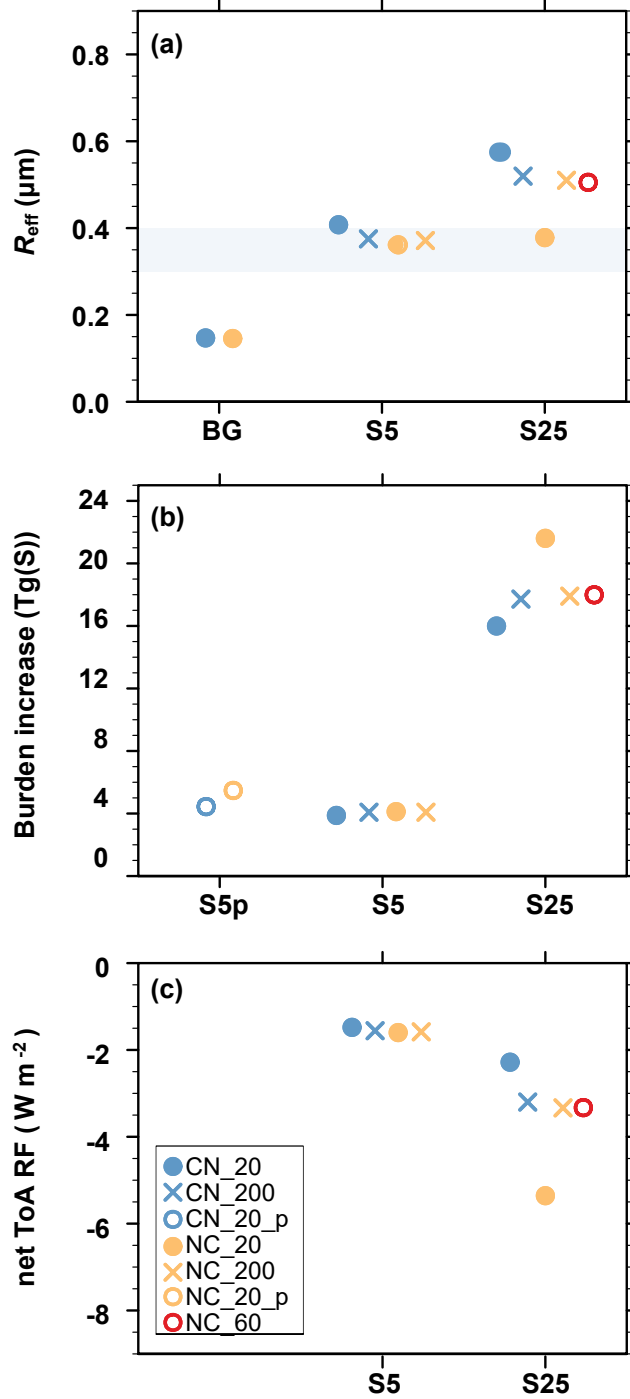 (a)
0.8
0.6
0.4
0.2
0.0
R_eff (μm)
BG S5 S25
(b)
24
20
16
12
8
4
0
Burden increase (Tg(S))
S5p S5 S25
(c)
0
-2
-4
-6
-8
net ToA RF ( W m⁻²)
CN_20
CN_200
CN_20_p
NC_20
NC_200
NC_20_p
NC_60
S5 S25